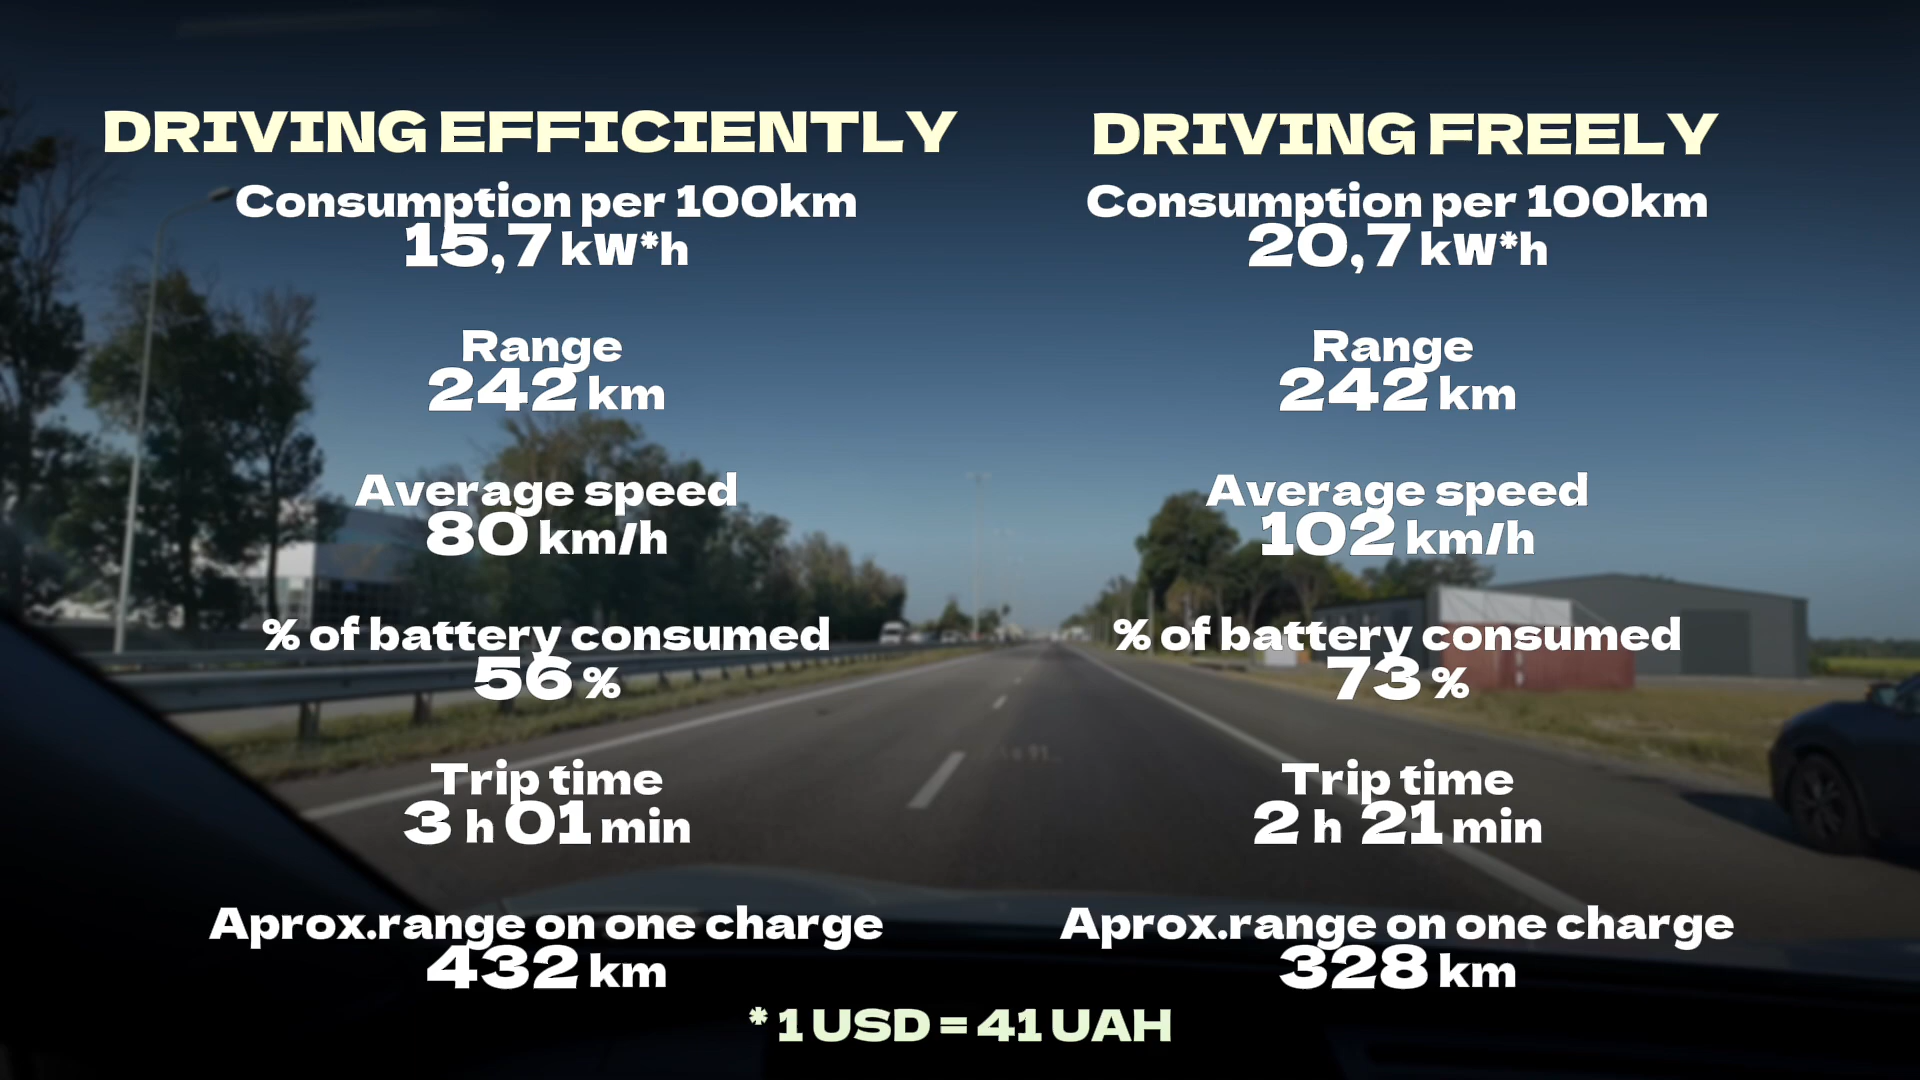 DRIVING EFFICIENTLY
Consumption per 100km
15,7 kW*h
Range
242 km
Average speed
80 km/h
% of battery consumed
56 %
Trip time
3 h 01 min
Aprox.range on one charge
432 km
DRIVING FREELY
Consumption per 100km
20,7 kW*h
Range
242 km
Average speed
102 km/h
% of battery consumed
73 %
Trip time
2 h 21 min
Aprox.range on one charge
328 km
* 1 USD = 41 UAH